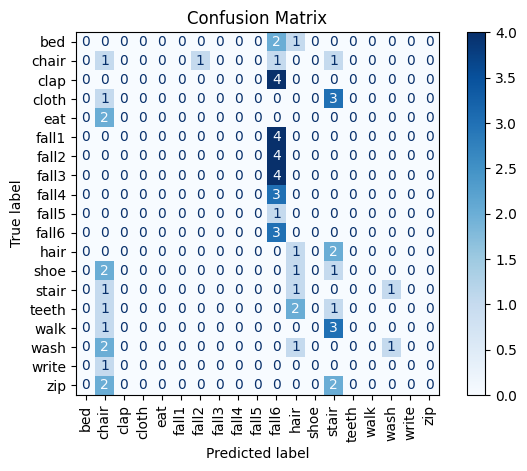 Confusion Matrix
True label
bed 0 0 0 0 0 0 0 0 0 0 2 1 0 0 0 0 0 0 0
chair 0 1 0 0 0 0 1 0 0 0 1 0 0 1 0 0 0 0 0
clap 0 0 0 0 0 0 0 0 0 0 4 0 0 0 0 0 0 0 0
cloth 0 1 0 0 0 0 0 0 0 0 0 0 0 3 0 0 0 0 0
eat 0 2 0 0 0 0 0 0 0 0 0 0 0 0 0 0 0 0 0
fall1 0 0 0 0 0 0 0 0 0 0 4 0 0 0 0 0 0 0 0
fall2 0 0 0 0 0 0 0 0 0 0 4 0 0 0 0 0 0 0 0
fall3 0 0 0 0 0 0 0 0 0 0 4 0 0 0 0 0 0 0 0
fall4 0 0 0 0 0 0 0 0 0 0 3 0 0 0 0 0 0 0 0
fall5 0 0 0 0 0 0 0 0 0 0 1 0 0 0 0 0 0 0 0
fall6 0 0 0 0 0 0 0 0 0 0 3 0 0 0 0 0 0 0 0
hair 0 0 0 0 0 0 0 0 0 0 0 1 0 2 0 0 0 0 0
shoe 0 2 0 0 0 0 0 0 0 0 0 1 0 1 0 0 0 0 0
stair 0 1 0 0 0 0 0 0 0 0 0 1 0 0 0 0 1 0 0
teeth 0 1 0 0 0 0 0 0 0 0 0 2 0 1 0 0 0 0 0
walk 0 1 0 0 0 0 0 0 0 0 0 0 0 3 0 0 0 0 0
wash 0 2 0 0 0 0 0 0 0 0 0 1 0 0 0 0 1 0 0
write 0 1 0 0 0 0 0 0 0 0 0 0 0 0 0 0 0 0 0
zip 0 2 0 0 0 0 0 0 0 0 0 0 0 2 0 0 0 0 0
bed chair clap cloth eat fall1 fall2 fall3 fall4 fall5 fall6 hair shoe stair teeth walk wash write zip
Predicted label
4.0
3.5
3.0
2.5
2.0
1.5
1.0
0.5
0.0